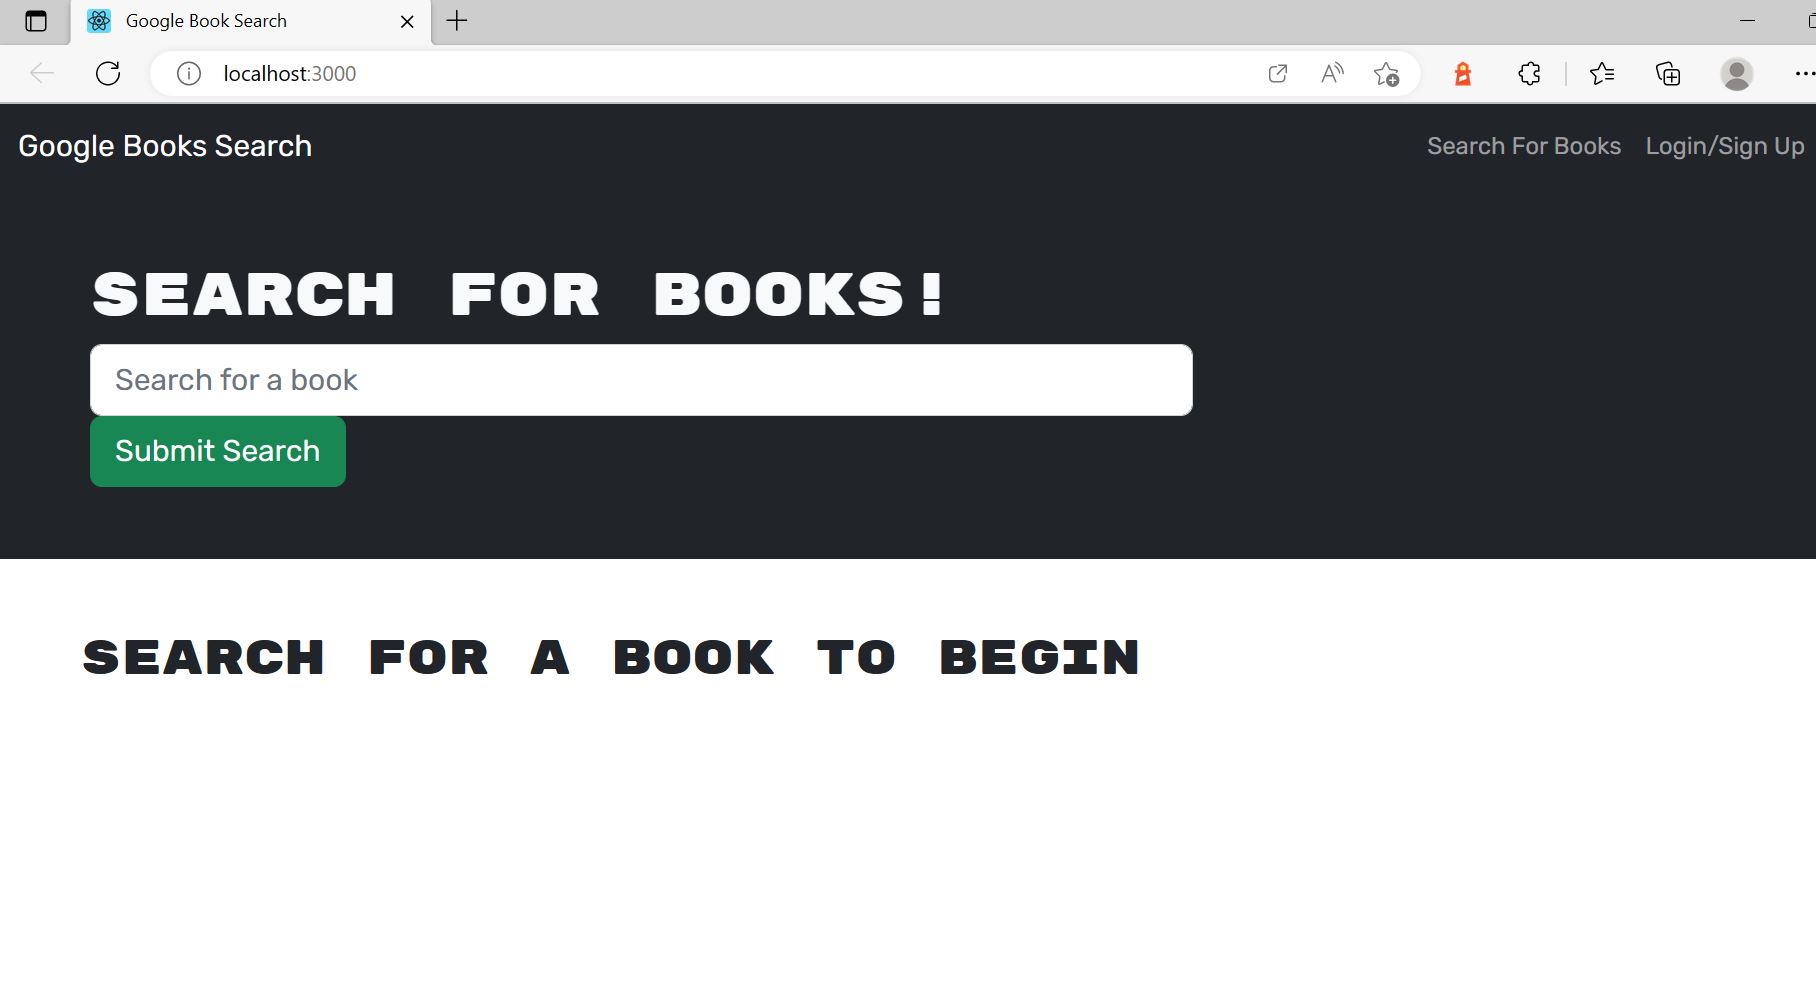 Google Book Search
localhost:3000
Google Books Search
Search For Books Login/Sign Up
SEARCH FOR BOOKS!
Search for a book
Submit Search
SEARCH FOR A BOOK TO BEGIN